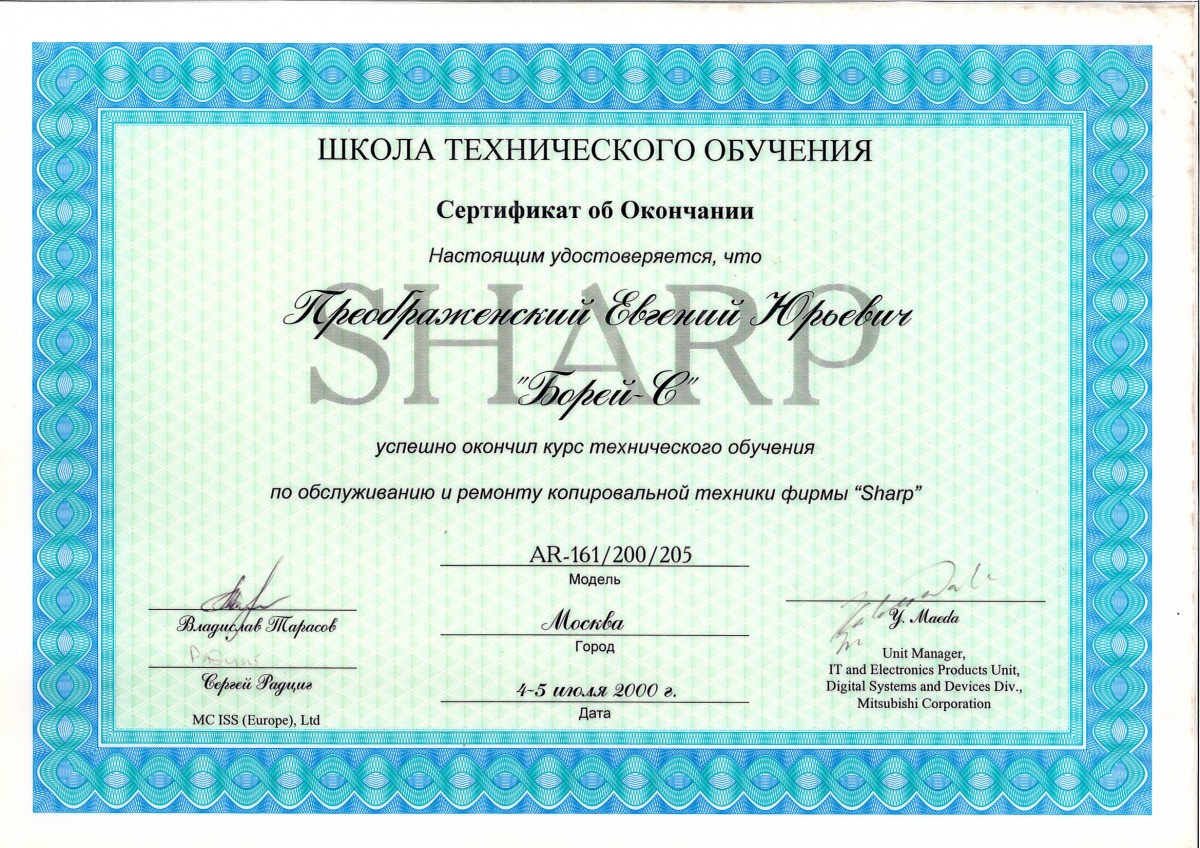 ШКОЛА ТЕХНИЧЕСКОГО ОБУЧЕНИЯ
Сертификат об Окончании
Настоящим удостоверяется, что
SHARP
Преображенский Евгений Юрьевич
"Борей-С"
успешно окончил курс технического обучения
по обслуживанию и ремонту копировальной техники фирмы “Sharp”
AR-161/200/205
Модель
Владислав Тарасов
Москва
Город
Y. Maeda
Unit Manager,
IT and Electronics Products Unit,
Digital Systems and Devices Div.,
Mitsubishi Corporation
Сергей Радциг
4-5 июля 2000 г.
Дата
MC ISS (Europe), Ltd